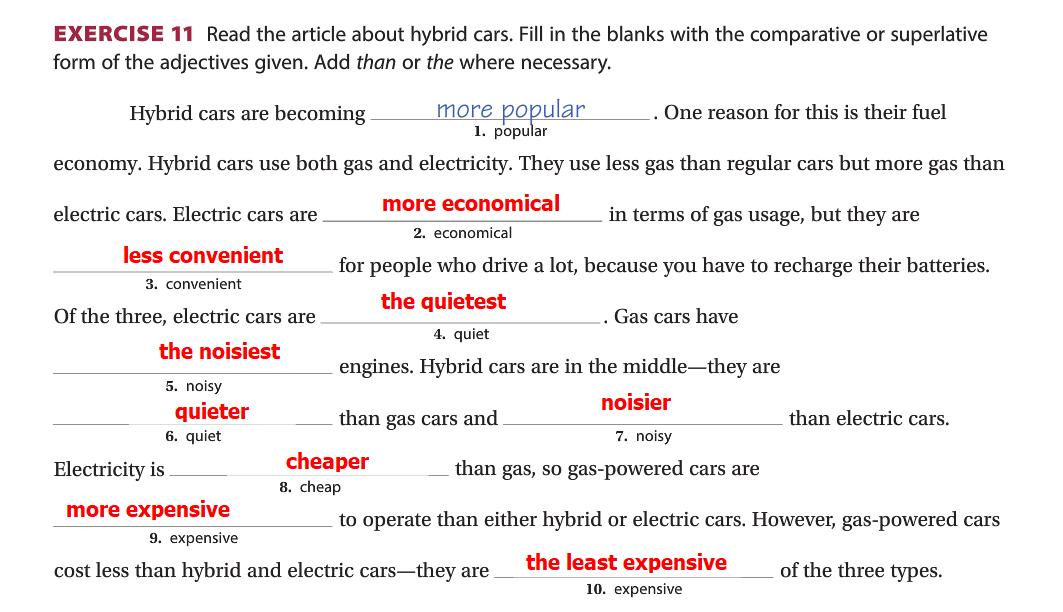 EXERCISE 11 Read the article about hybrid cars. Fill in the blanks with the comparative or superlative
form of the adjectives given. Add than or the where necessary.
Hybrid cars are becoming more popular . One reason for this is their fuel
1. popular
economy. Hybrid cars use both gas and electricity. They use less gas than regular cars but more gas than
electric cars. Electric cars are more economical in terms of gas usage, but they are
2. economical
less convenient for people who drive a lot, because you have to recharge their batteries.
3. convenient
Of the three, electric cars are the quietest . Gas cars have
4. quiet
the noisiest engines. Hybrid cars are in the middle—they are
5. noisy
quieter than gas cars and noisier than electric cars.
6. quiet 7. noisy
Electricity is cheaper than gas, so gas-powered cars are
8. cheap
more expensive to operate than either hybrid or electric cars. However, gas-powered cars
9. expensive
cost less than hybrid and electric cars—they are the least expensive of the three types.
10. expensive